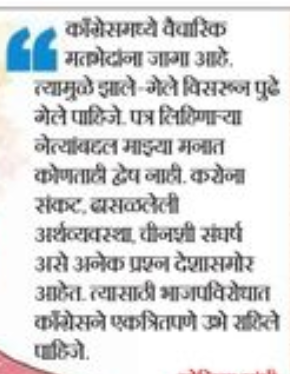 काँग्रेसमध्ये वैचारिक
मतभेदांना जागा आहे.
त्यामुळे झाले-गेले विसरून पुढे
गेले पाहिजे. पत्र लिहिणाऱ्या
नेत्यांबद्दल माझ्या मनात
कोणताही द्वेष नाही. करोना
संकट, ढासळलेली
अर्थव्यवस्था, चीनशी संघर्ष
असे अनेक प्रश्न देशासमोर
आहेत. त्यासाठी भाजपविरोधात
काँग्रेसने एकत्रितपणे उभे राहिले
पाहिजे.